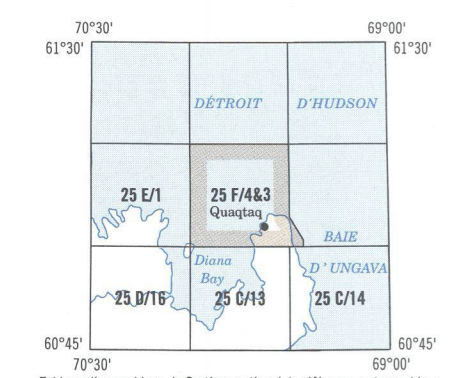 70°30' 69°00'
61°30' 61°30'
DÉTROIT D'HUDSON
25 E/1 25 F/4&3
Quaqtaq
BAIE
Diana D'UNGAVA
Bay
25 D/16 25 C/13 25 C/14
60°45' 60°45'
70°30' 69°00'